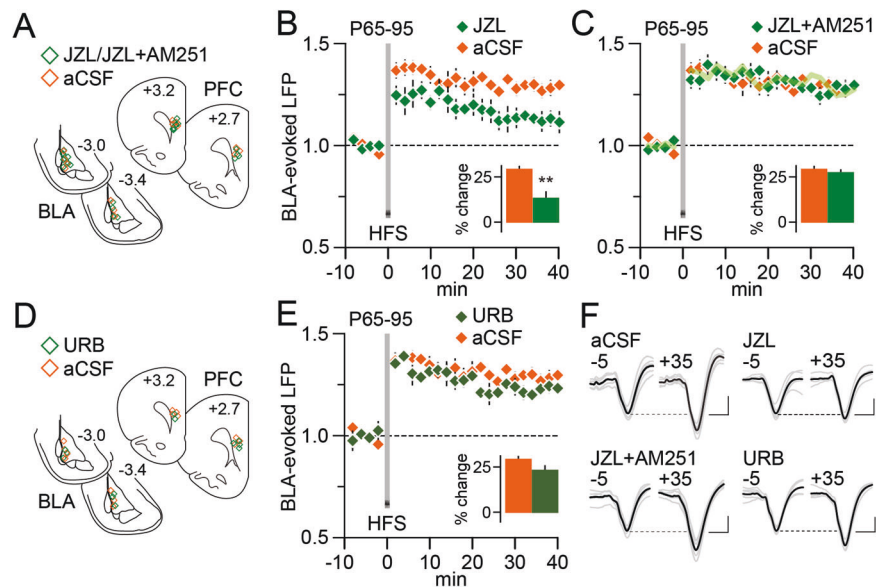 A
JZL/JZL+AM251
aCSF
PFC
+3.2
+2.7
-3.0
-3.4
BLA
B
P65-95
JZL
aCSF
BLA-evoked LFP
1.5
1.0
0.5
HFS
% change
25
0
**
-10 0 10 20 30 40
min
C
P65-95
JZL+AM251
aCSF
1.5
1.0
0.5
HFS
% change
25
0
-10 0 10 20 30 40
min
D
URB
aCSF
PFC
+3.2
+2.7
-3.0
-3.4
BLA
E
P65-95
URB
aCSF
BLA-evoked LFP
1.5
1.0
0.5
HFS
% change
25
0
-10 0 10 20 30 40
min
F
aCSF
-5 +35
JZL
-5 +35
JZL+AM251
-5 +35
URB
-5 +35